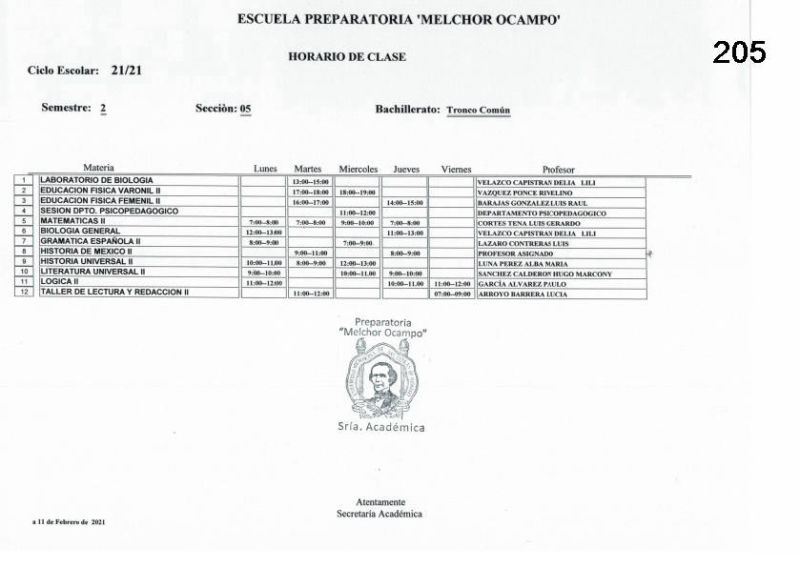 ESCUELA PREPARATORIA 'MELCHOR OCAMPO'
HORARIO DE CLASE
205
Ciclo Escolar: 21/21
Semestre: 2 Secciòn: 05 Bachillerato: Tronco Común
Materia Lunes Martes Miercoles Jueves Viernes Profesor
1 LABORATORIO DE BIOLOGIA 13:00--15:00 VELAZCO CAPISTRAN DELIA LILI
2 EDUCACION FISICA VARONIL II 17:00--18:00 18:00--19:00 VAZQUEZ PONCE RIVELINO
3 EDUCACION FISICA FEMENIL II 16:00--17:00 14:00--15:00 BARAJAS GONZALEZ LUIS RAUL
4 SESION DPTO. PSICOPEDAGOGICO 11:00--12:00 DEPARTAMENTO PSICOPEDAGOGICO
5 MATEMATICAS II 7:00--8:00 7:00--8:00 9:00--10:00 7:00--8:00 CORTES TENA LUIS GERARDO
6 BIOLOGIA GENERAL 12:00--13:00 11:00--13:00 VELAZCO CAPISTRAN DELIA LILI
7 GRAMATICA ESPAÑOLA II 8:00--9:00 7:00--9:00 LAZARO CONTRERAS LUIS
8 HISTORIA DE MEXICO II 9:00--11:00 8:00--9:00 PROFESOR ASIGNADO
9 HISTORIA UNIVERSAL II 10:00--11:00 8:00--9:00 12:00--13:00 LUNA PEREZ ALBA MARIA
10 LITERATURA UNIVERSAL II 9:00--10:00 10:00--11.00 9:00--10:00 SANCHEZ CALDERON HUGO MARCONY
11 LOGICA II 11:00--12:00 10:00--11.00 11:00--12:00 GARCÍA ALVAREZ PAULO
12 TALLER DE LECTURA Y REDACCION II 11:00--12:00 07:00--09:00 ARROYO BARRERA LUCIA
Preparatoria
"Melchor Ocampo"
Sría. Académica
Atentamente
Secretaría Académica
a 11 de Febrero de 2021